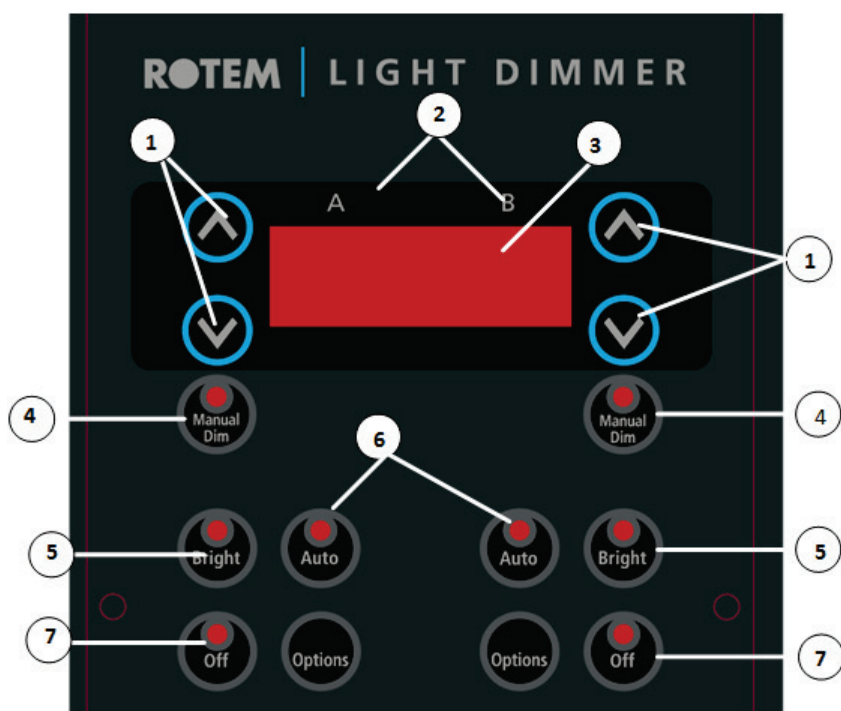 ROTEM | LIGHT DIMMER
2
1
3
A B
1
Manual Dim
Manual Dim
4
4
6
5
Bright
Auto
Auto
Bright
5
7
Off
Options
Options
Off
7